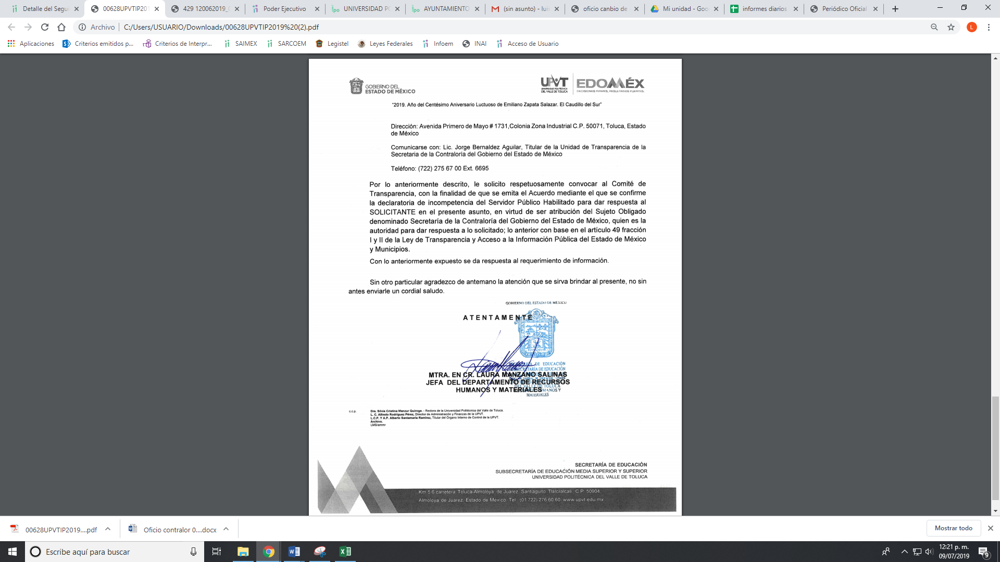 Detalle del Segui
00628UPVTIP201
429 120062019_
Poder Ejecutivo
UNIVERSIDAD PO
AYUNTAMIENTO
(sin asunto) - luis
oficio canbio de
Mi unidad - Goo
informes diarios
Periódico Oficial
Archivo
C:/Users/USUARIO/Downloads/00628UPVTIP2019%20(2).pdf
L
Aplicaciones
Criterios emitidos p...
Criterios de Interpr...
SAIMEX
SARCOEM
Legistel
Leyes Federales
Infoem
INAI
Acceso de Usuario
GOBIERNO DEL
ESTADO DE MÉXICO
UPVT
UNIVERSIDAD POLITÉCNICA
DEL VALLE DE TOLUCA
EDOMÉX
DECISIONES FIRMES, RESULTADOS FUERTES.
"2019. Año del Centésimo Aniversario Luctuoso de Emiliano Zapata Salazar. El Caudillo del Sur"
Dirección: Avenida Primero de Mayo # 1731,Colonia Zona Industrial C.P. 50071, Toluca, Estado
de México
Comunicarse con: Lic. Jorge Bernaldez Aguilar, Titular de la Unidad de Transparencia de la
Secretaria de la Contraloría del Gobierno del Estado de México
Teléfono: (722) 275 67 00 Ext. 6695
Por lo anteriormente descrito, le solicito respetuosamente convocar al Comité de
Transparencia, con la finalidad de que se emita el Acuerdo mediante el que se confirme
la declaratoria de incompetencia del Servidor Público Habilitado para dar respuesta al
SOLICITANTE en el presente asunto, en virtud de ser atribución del Sujeto Obligado
denominado Secretaría de la Contraloría del Gobierno del Estado de México, quien es la
autoridad para dar respuesta a lo solicitado; lo anterior con base en el artículo 49 fracción
I y II de la Ley de Transparencia y Acceso a la Información Pública del Estado de México
y Municipios.
Con lo anteriormente expuesto se da respuesta al requerimiento de información.
Sin otro particular agradezco de antemano la atención que se sirva brindar al presente, no sin
antes enviarle un cordial saludo.
GOBIERNO DEL ESTADO DE MEXICO
A T E N T A M E N T E
DE EDUCACIÓN
DE EDUCACIÓN
MTRA. EN CR. LAURA MANZANO SALINAS
JEFA DEL DEPARTAMENTO DE RECURSOS
DEL VALLE DE TOLUCA
HUMANOS Y MATERIALES
MATERIALES
c.c.p.
Dra. Silvia Cristina Manzur Quiroga. - Rectora de la Universidad Politécnica del Valle de Toluca.
L. C. Alfredo Rodríguez Pérez, Director de Administración y Finanzas de la UPVT.
L.C.P. Y A.P. Alberto Santamaría Ramírez, Titular del Órgano Interno de Control de la UPVT.
Archivo.
LMS/ammr
SECRETARÍA DE EDUCACIÓN
SUBSECRETARÍA DE EDUCACIÓN MEDIA SUPERIOR Y SUPERIOR
UNIVERSIDAD POLITÉCNICA DEL VALLE DE TOLUCA
Km 5.6 carretera Toluca-Almoloya de Juárez. Santiaguito Tlalcilalcali C.P. 50904.
Almoloya de Juárez. Estado de México. Tel. (01 722) 276 60 60. www.upvt.edu.mx
00628UPVTIP2019....pdf
Oficio contralor 0....docx
Mostrar todo
Escribe aquí para buscar
12:21 p. m.
09/07/2019
9